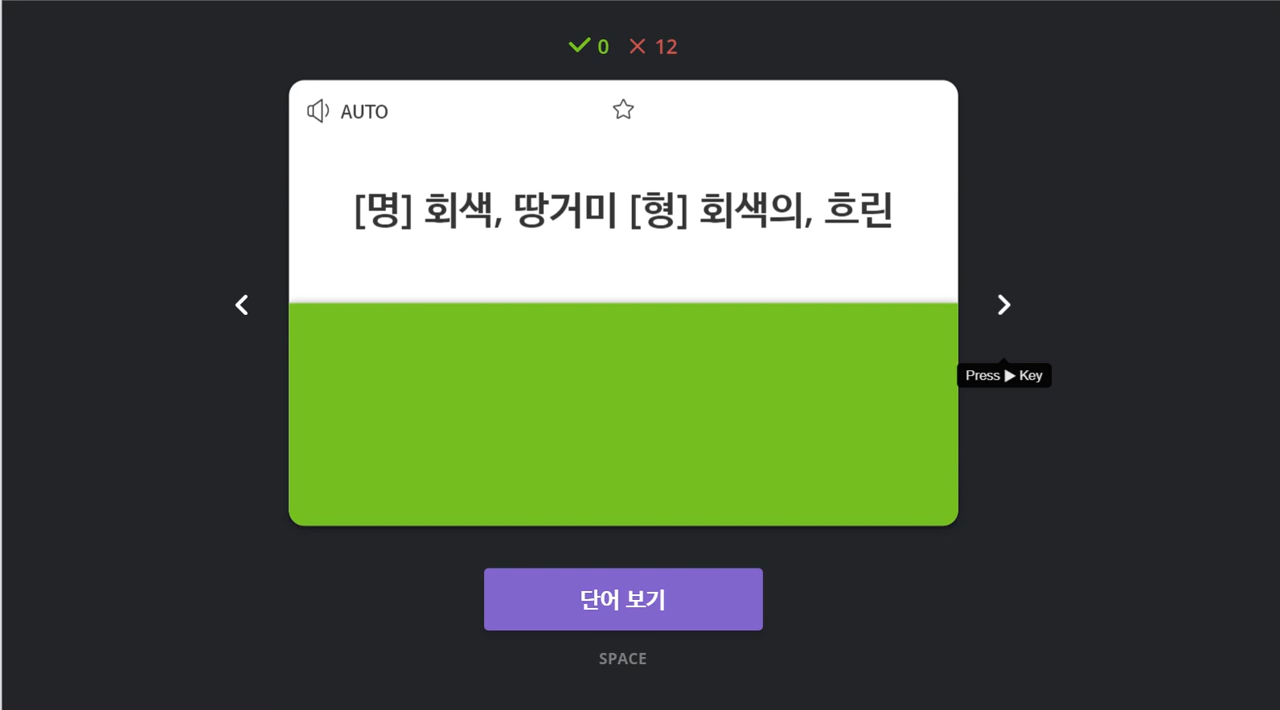 0 12
AUTO
[명] 회색, 땅거미 [형] 회색의, 흐린
Press ▶ Key
단어 보기
SPACE